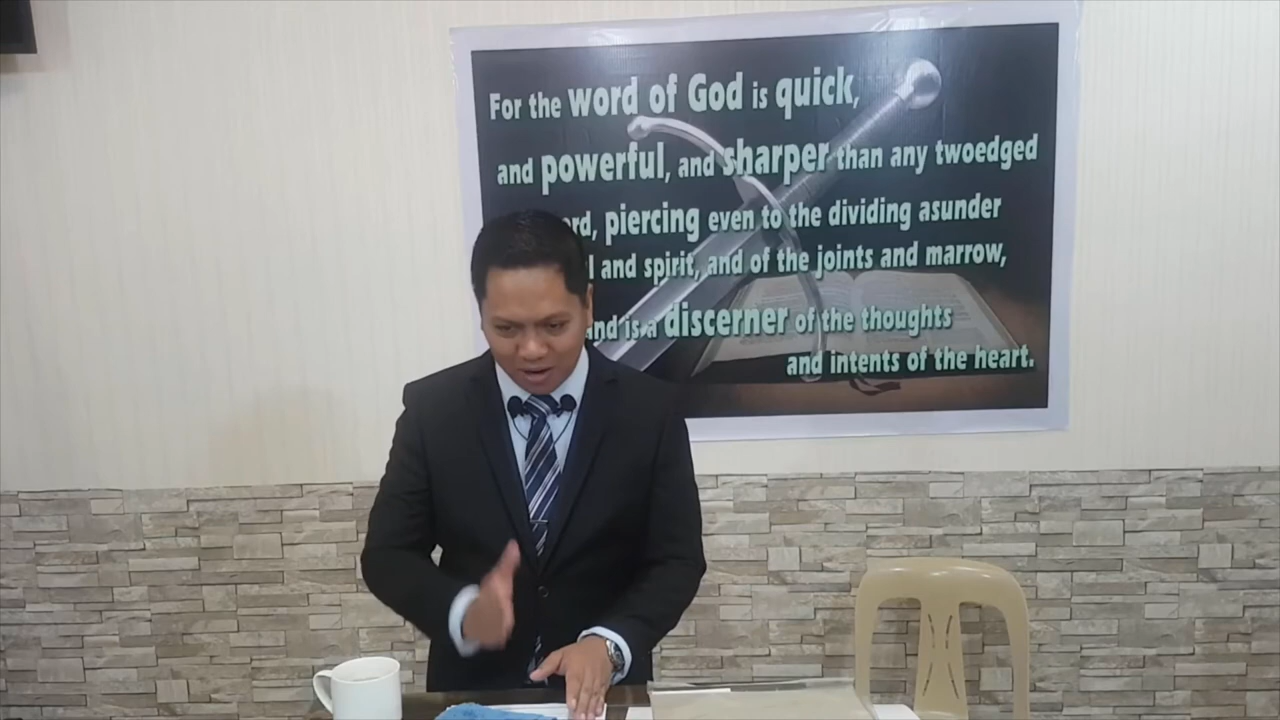 For the word of God is quick,
and powerful, and sharper than any twoedged
rd, piercing even to the dividing asunder
l and spirit, and of the joints and marrow,
and is a discerner of the thoughts
and intents of the heart.